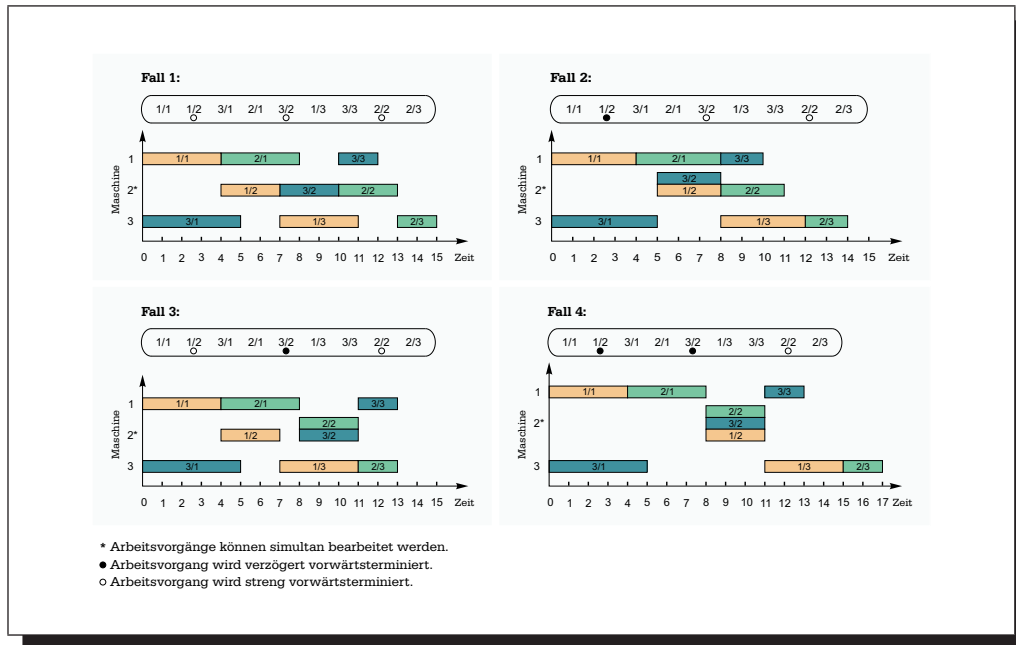 Fall 1:
1/1 1/2 3/1 2/1 3/2 1/3 3/3 2/2 2/3
Maschine
1 1/1 2/1 3/3
2* 1/2 3/2 2/2
3 3/1 1/3 2/3
0 1 2 3 4 5 6 7 8 9 10 11 12 13 14 15 Zeit
Fall 2:
1/1 1/2 3/1 2/1 3/2 1/3 3/3 2/2 2/3
Maschine
1 1/1 2/1 3/3
3/2
2* 1/2 2/2
3 3/1 1/3 2/3
0 1 2 3 4 5 6 7 8 9 10 11 12 13 14 15 Zeit
Fall 3:
1/1 1/2 3/1 2/1 3/2 1/3 3/3 2/2 2/3
Maschine
1 1/1 2/1 3/3
2/2
2* 1/2 3/2
3 3/1 1/3 2/3
0 1 2 3 4 5 6 7 8 9 10 11 12 13 14 15 Zeit
Fall 4:
1/1 1/2 3/1 2/1 3/2 1/3 3/3 2/2 2/3
Maschine
1 1/1 2/1 3/3
2/2
2* 3/2
1/2
3 3/1 1/3 2/3
0 1 2 3 4 5 6 7 8 9 10 11 12 13 14 15 16 17 Zeit
* Arbeitsvorgänge können simultan bearbeitet werden.
● Arbeitsvorgang wird verzögert vorwärtsterminiert.
○ Arbeitsvorgang wird streng vorwärtsterminiert.